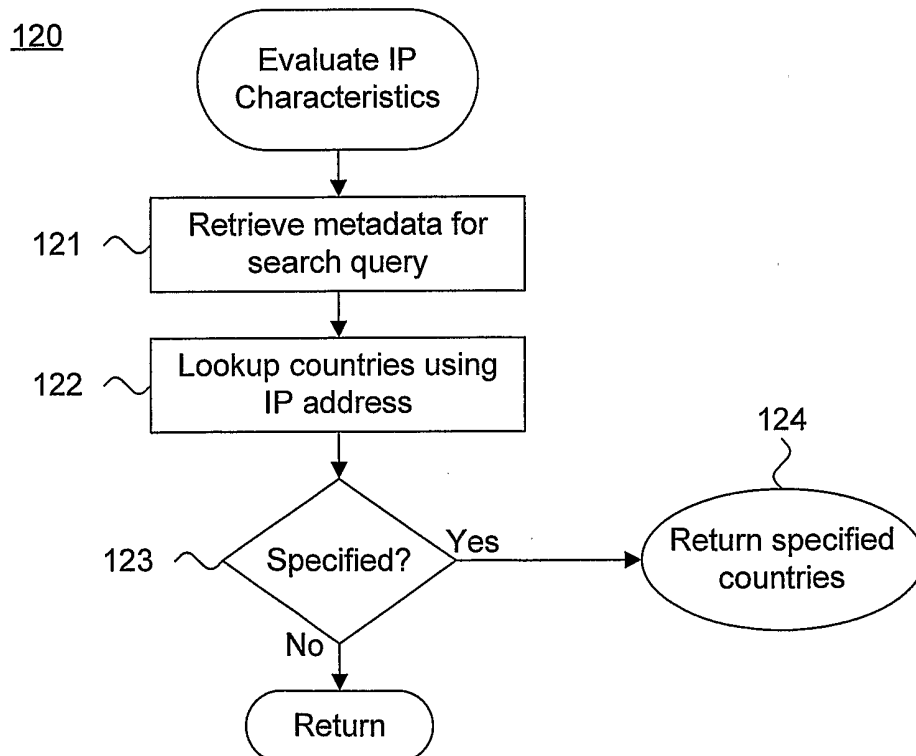 120
Evaluate IP
Characteristics
121
Retrieve metadata for
search query
122
Lookup countries using
IP address
124
123
Specified?
Yes
Return specified
countries
No
Return